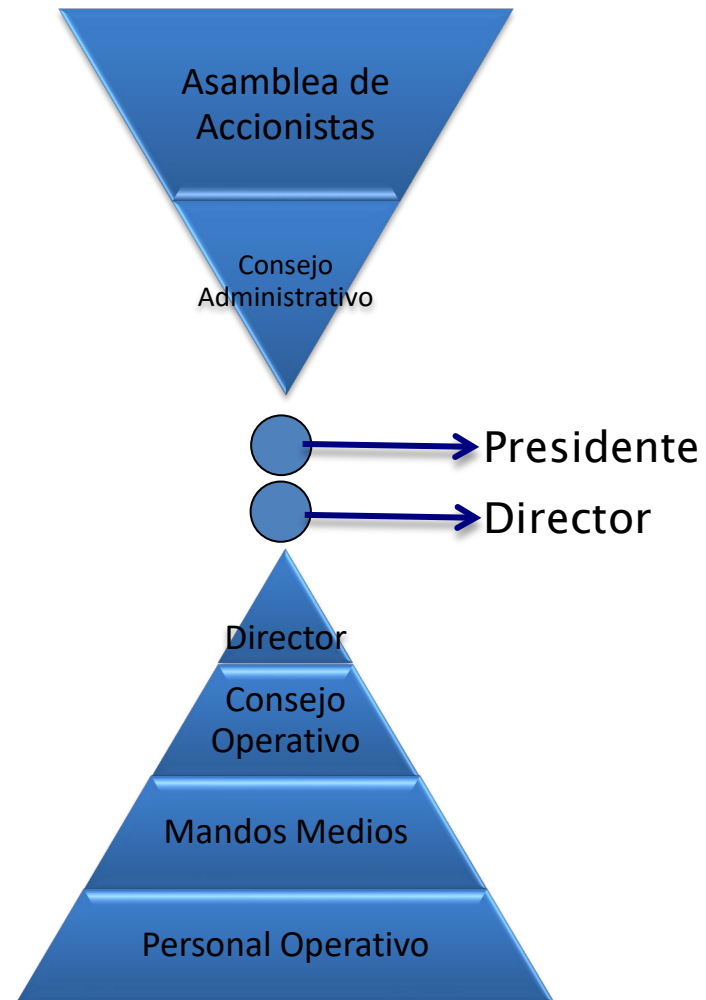 Asamblea de
Accionistas
Consejo
Administrativo
Presidente
Director
Director
Consejo
Operativo
Mandos Medios
Personal Operativo